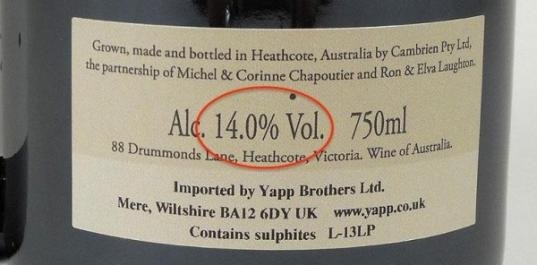 Grown, made and bottled in Heathcote, Australia by Cambrien Pty Ltd,
the partnership of Michel & Corinne Chapoutier and Ron & Elva Laughton.
Alc. 14.0% Vol. 750ml
88 Drummonds Lane, Heathcote, Victoria. Wine of Australia.
Imported by Yapp Brothers Ltd.
Mere, Wiltshire BA12 6DY UK www.yapp.co.uk
Contains sulphites L-13LP